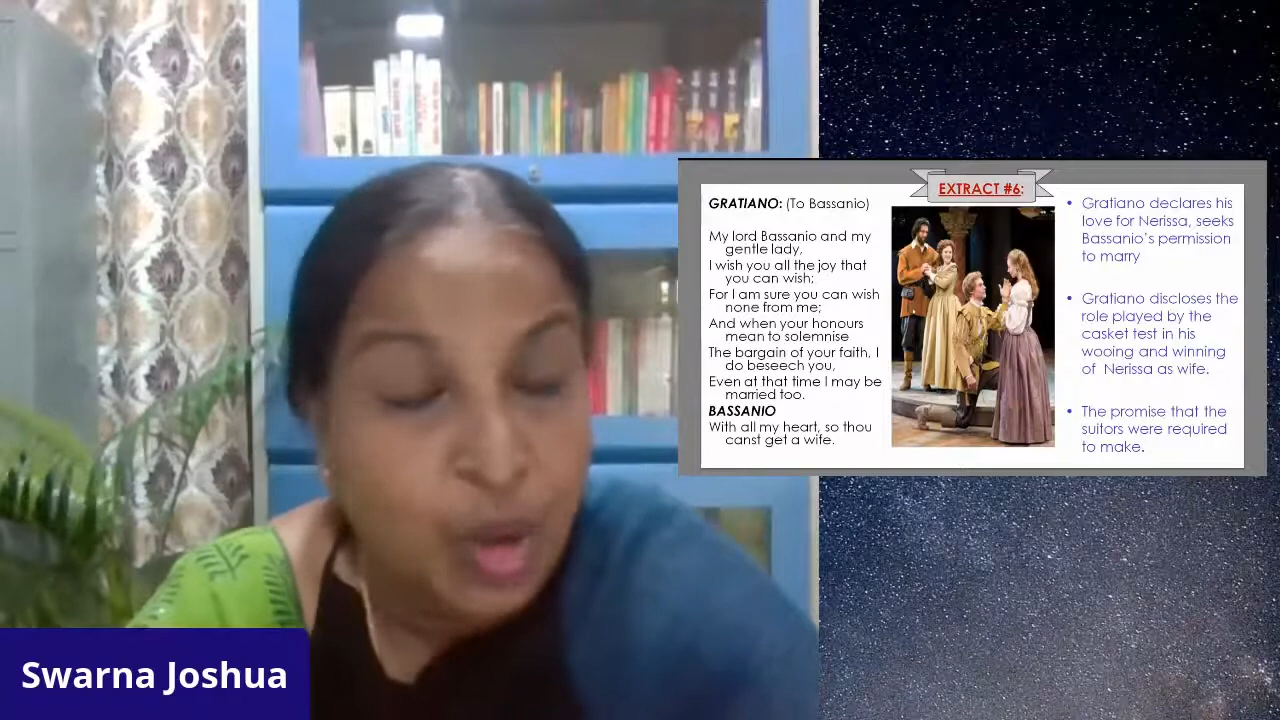 EXTRACT #6:
GRATIANO: (To Bassanio)
My lord Bassanio and my
gentle lady,
I wish you all the joy that
you can wish;
For I am sure you can wish
none from me;
And when your honours
mean to solemnise
The bargain of your faith, I
do beseech you,
Even at that time I may be
married too.
BASSANIO
With all my heart, so thou
canst get a wife.
• Gratiano declares his
love for Nerissa, seeks
Bassanio's permission
to marry
• Gratiano discloses the
role played by the
casket test in his
wooing and winning
of Nerissa as wife.
• The promise that the
suitors were required
to make.
Swarna Joshua